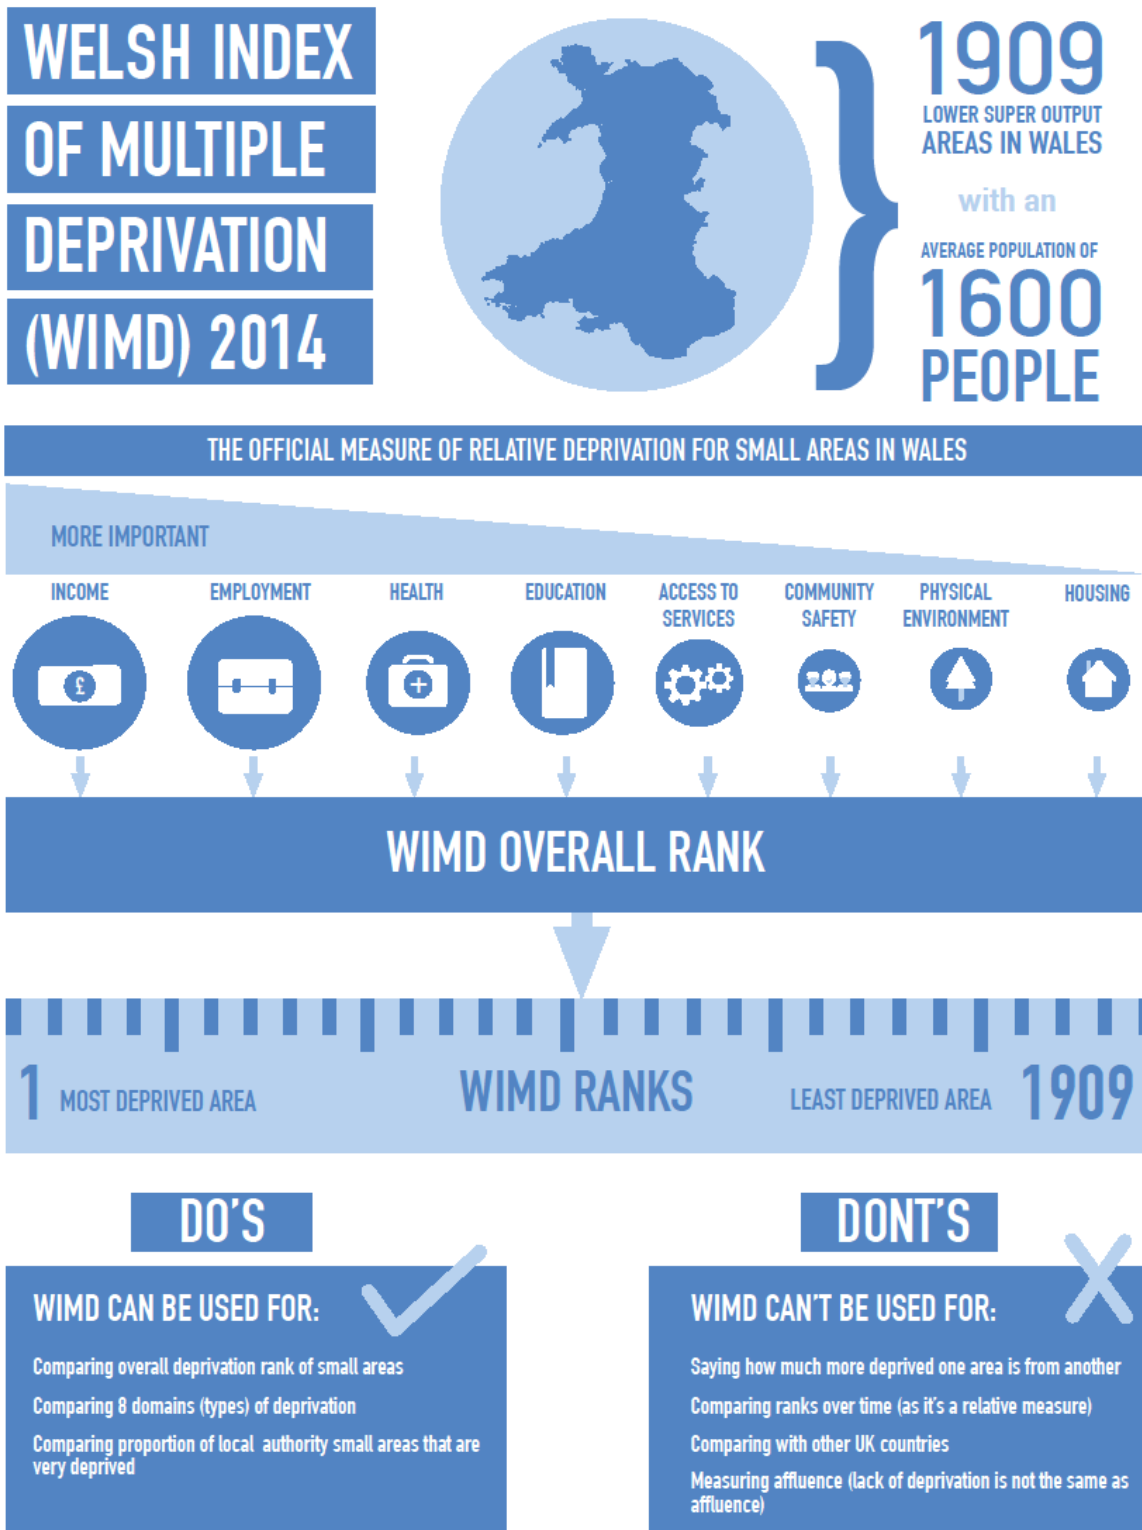 WELSH INDEX
OF MULTIPLE
DEPRIVATION
(WIMD) 2014
1909
LOWER SUPER OUTPUT
AREAS IN WALES
with an
AVERAGE POPULATION OF
1600
PEOPLE
THE OFFICIAL MEASURE OF RELATIVE DEPRIVATION FOR SMALL AREAS IN WALES
MORE IMPORTANT
INCOME
EMPLOYMENT
HEALTH
EDUCATION
ACCESS TO
SERVICES
COMMUNITY
SAFETY
PHYSICAL
ENVIRONMENT
HOUSING
£
WIMD OVERALL RANK
1 MOST DEPRIVED AREA
WIMD RANKS
LEAST DEPRIVED AREA 1909
DO'S
WIMD CAN BE USED FOR:
Comparing overall deprivation rank of small areas
Comparing 8 domains (types) of deprivation
Comparing proportion of local authority small areas that are
very deprived
DONT'S
WIMD CAN'T BE USED FOR:
Saying how much more deprived one area is from another
Comparing ranks over time (as it's a relative measure)
Comparing with other UK countries
Measuring affluence (lack of deprivation is not the same as
affluence)